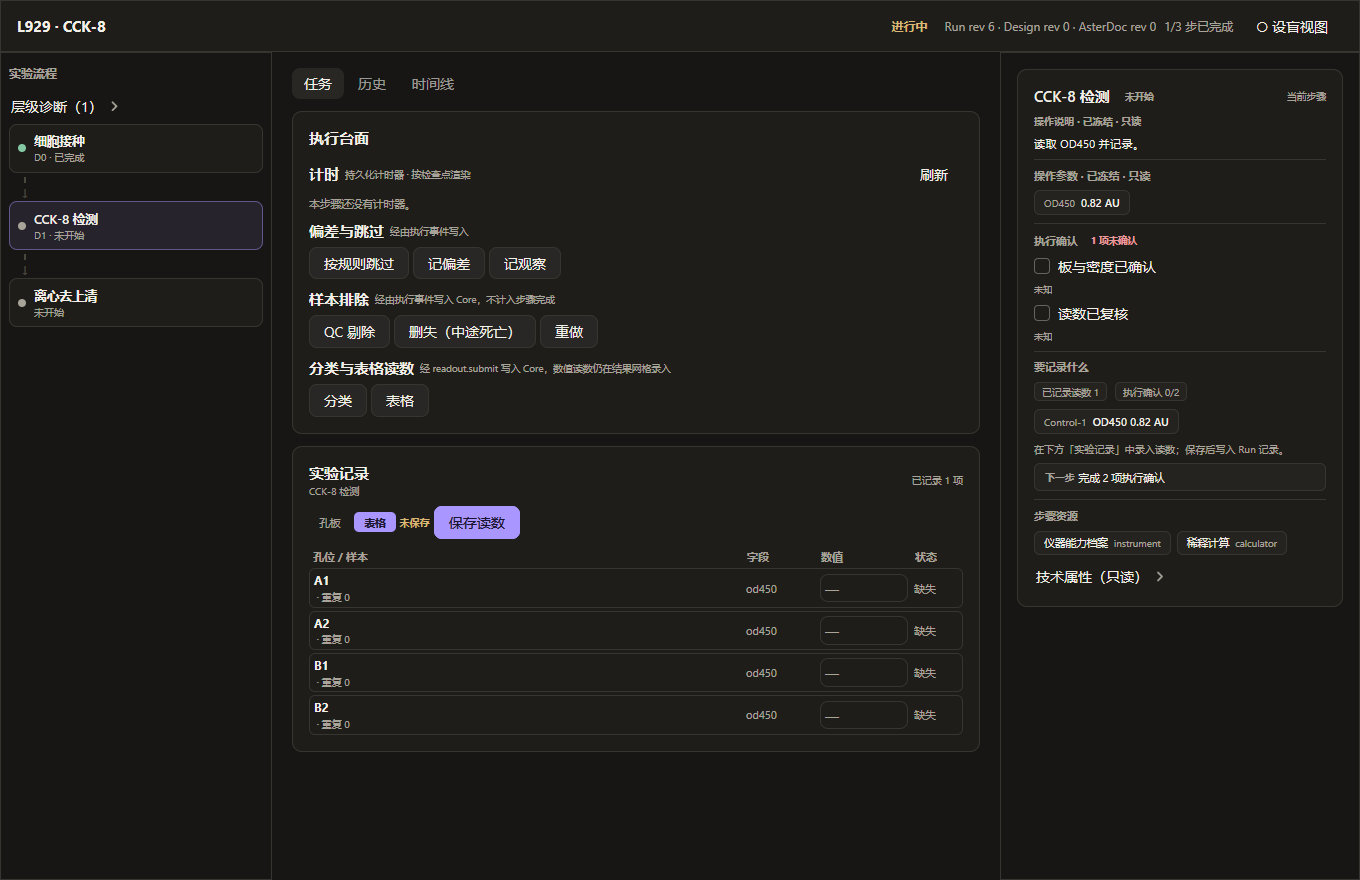 L929 · CCK-8
进行中 Run rev 6 · Design rev 0 · AsterDoc rev 0 1/3 步已完成 设盲视图
实验流程
层级诊断（1）
细胞接种
D0 · 已完成
CCK-8 检测
D1 · 未开始
离心去上清
未开始
任务 历史 时间线
执行台面
计时 持久化计时器 · 按检查点渲染 刷新
本步骤还没有计时器。
偏差与跳过 经由执行事件写入
按规则跳过 记偏差 记观察
样本排除 经由执行事件写入 Core，不计入步骤完成
QC 剔除 删失（中途死亡） 重做
分类与表格读数 经 readout.submit 写入 Core，数值读数仍在结果网格录入
分类 表格
实验记录
CCK-8 检测
已记录 1 项
孔板 表格 未保存 保存读数
孔位 / 样本 字段 数值 状态
A1
· 重复 0
od450 — 缺失
A2
· 重复 0
od450 — 缺失
B1
· 重复 0
od450 — 缺失
B2
· 重复 0
od450 — 缺失
CCK-8 检测 未开始 当前步骤
操作说明 · 已冻结 · 只读
读取 OD450 并记录。
操作参数 · 已冻结 · 只读
OD450 0.82 AU
执行确认 1 项未确认
板与密度已确认
未知
读数已复核
未知
要记录什么
已记录读数 1 执行确认 0/2
Control-1 OD450 0.82 AU
在下方「实验记录」中录入读数；保存后写入 Run 记录。
下一步 完成 2 项执行确认
步骤资源
仪器能力档案 instrument 稀释计算 calculator
技术属性（只读）